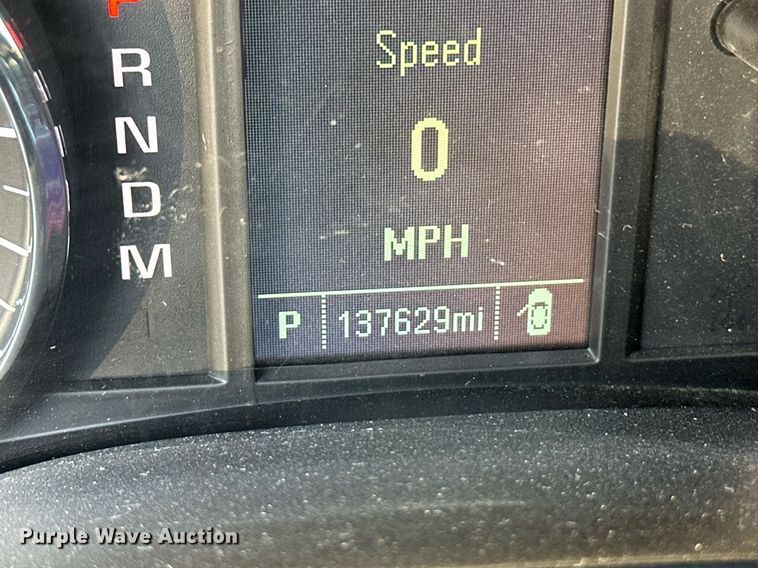 P
R
N
D
M
Speed
0
MPH
P 137629mi
Purple Wave Auction